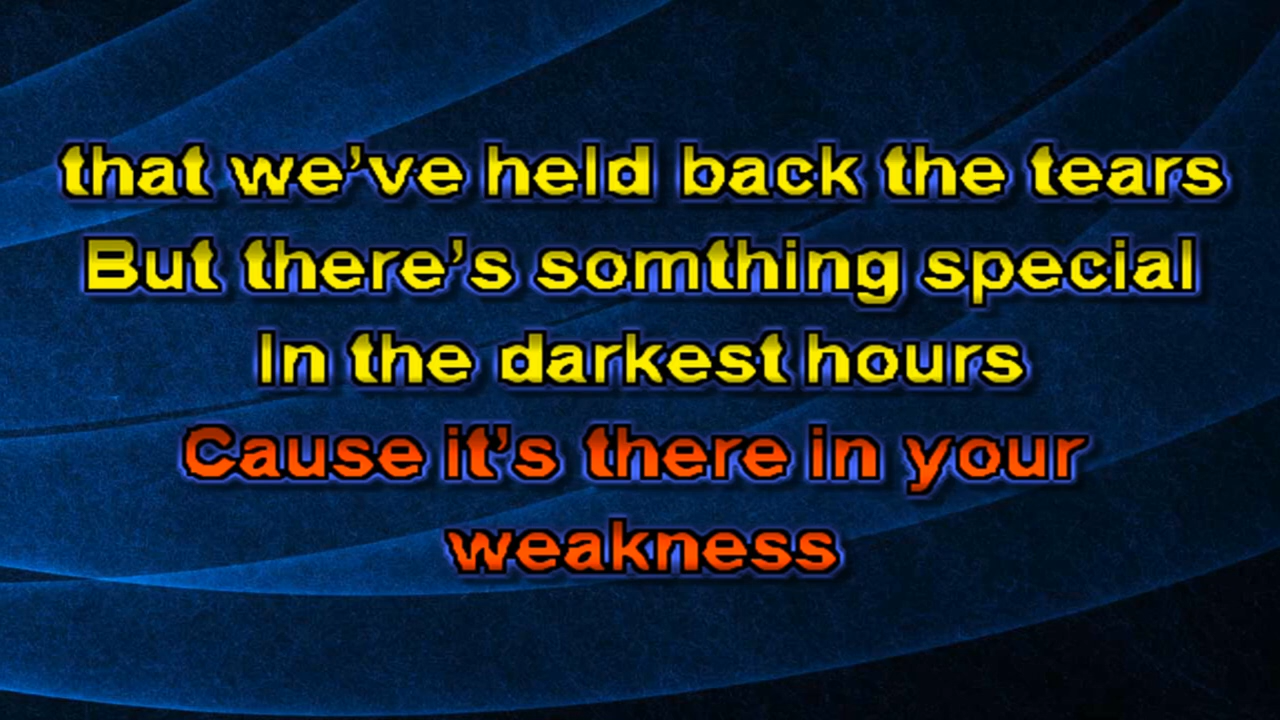 that we’ve held back the tears
But there’s somthing special
In the darkest hours
Cause it’s there in your
weakness